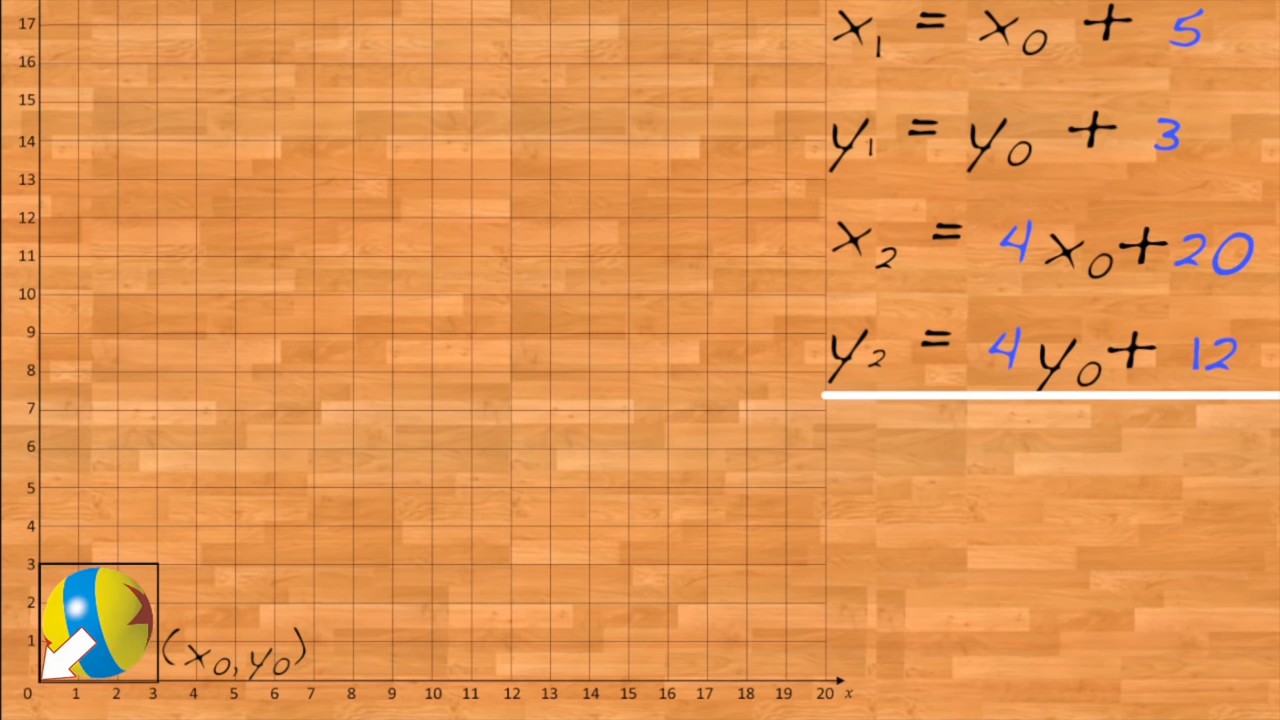 x₁ = x₀ + 5
y₁ = y₀ + 3
x₂ = 4x₀ + 20
y₂ = 4y₀ + 12
17
16
15
14
13
12
11
10
9
8
7
6
5
4
3
2
1
(x₀, y₀)
0 1 2 3 4 5 6 7 8 9 10 11 12 13 14 15 16 17 18 19 20 x